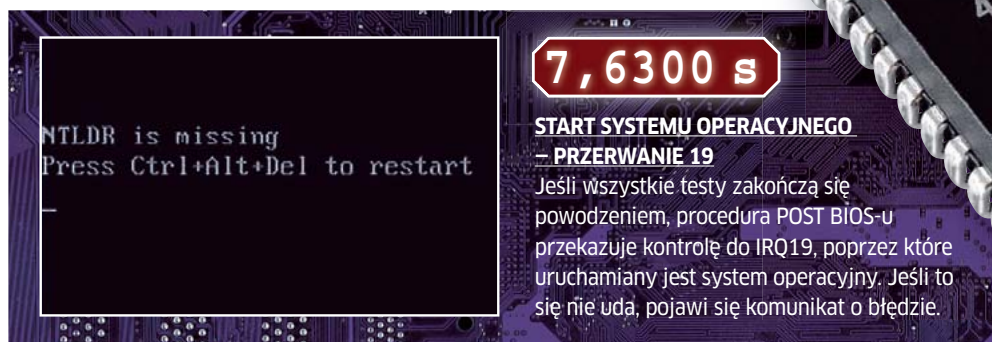 NTLDR is missing
Press Ctrl+Alt+Del to restart
_
7,6300 s
START SYSTEMU OPERACYJNEGO
– PRZERWANIE 19
Jeśli wszystkie testy zakończą się
powodzeniem, procedura POST BIOS-u
przekazuje kontrolę do IRQ19, poprzez które
uruchamiany jest system operacyjny. Jeśli to
się nie uda, pojawi się komunikat o błędzie.